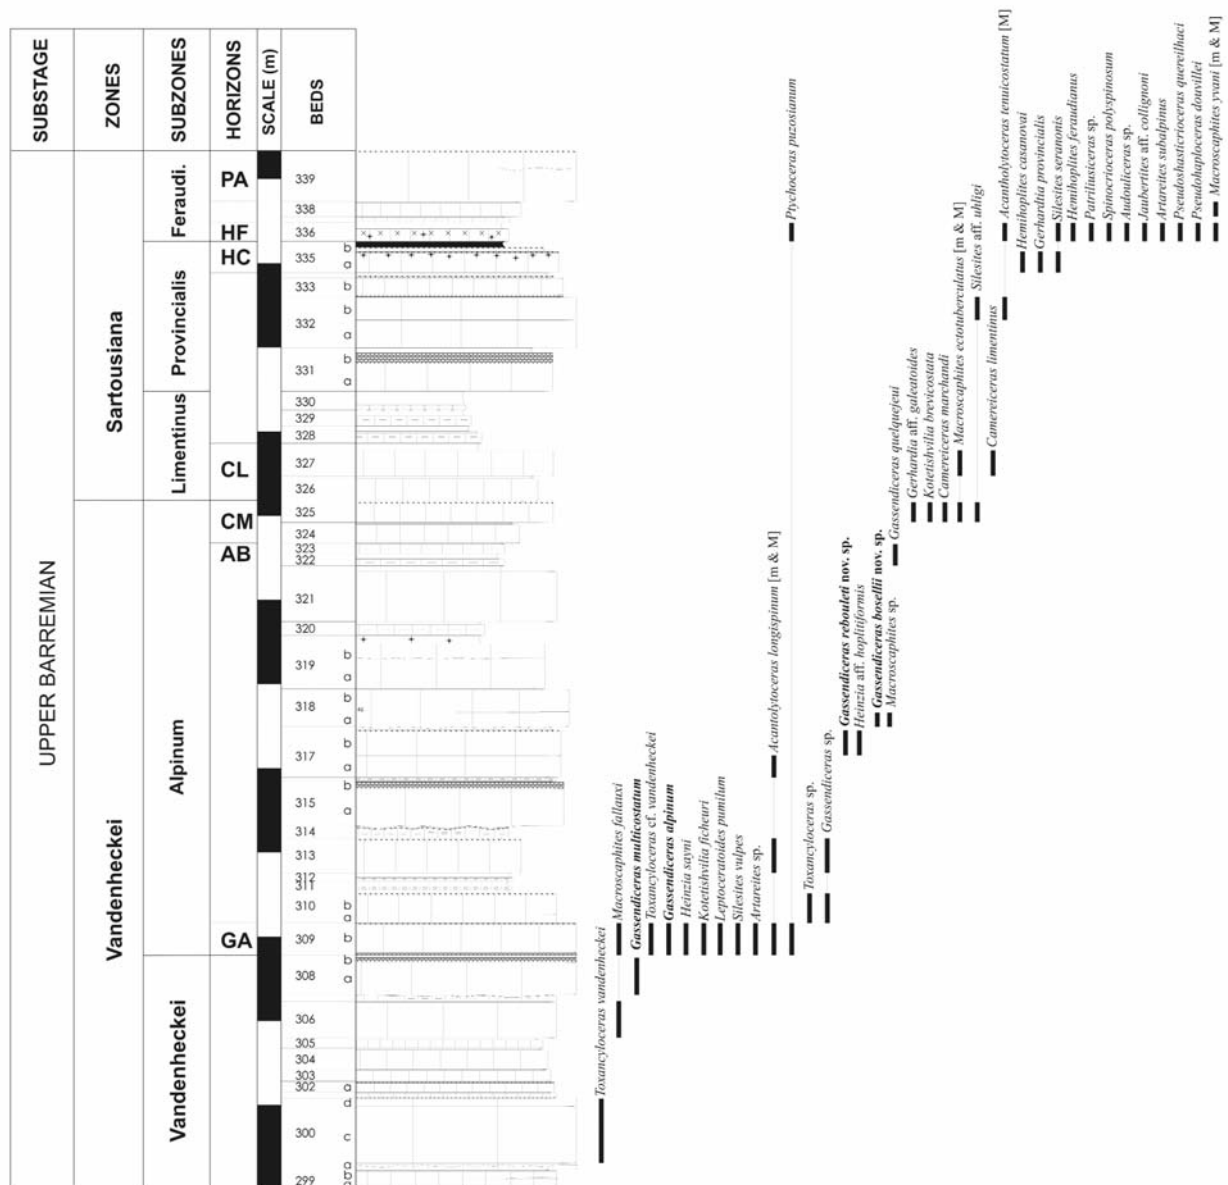 SUBSTAGE
ZONES
SUBZONES
HORIZONS
SCALE (m)
BEDS
UPPER BARREMIAN
Sartousiana
Vandenheckei
Feraudi.
Provincialis
Limentinus
Alpinum
Vandenheckei
PA
HF
HC
CL
CM
AB
GA
339
338
336
335 b
a
333 b
332 b
a
331 b
a
330
329
328
327
326
325
324
323
322
321
320
319 b
a
318 b
a
317 b
a
315 b
a
314
313
312
311
310 b
a
309 b
308 b
a
306
305
304
303
302 a
d
300 c
a
299 b
a
Toxancyloceras vandenheckei
Macroscaphites fallauxi
Gassendiceras multicostatum
Toxancyloceras cf. vandenheckei
Gassendiceras alpinum
Heinzia sayni
Kotetishvilia ficheuri
Leptoceratoides pumilum
Silesites vulpes
Artareites sp.
Acantolytoceras longispinum [m & M]
Ptychoceras puzosianum
Toxancyloceras sp.
Gassendiceras sp.
Gassendiceras rebouleti nov. sp.
Heinzia aff. hoplitiformis
Gassendiceras bosellii nov. sp.
Macroscaphites sp.
Gassendiceras quelquejeui
Gerhardia aff. galeatoides
Kotetishvilia brevicostata
Camereiceras marchandi
Macroscaphites ectotuberculatus [m & M]
Silesites aff. uhligi
Camereiceras limentinus
Acantholytoceras tenuicostatum [M]
Hemihoplites casanovai
Gerhardtia provincialis
Silesites seranonis
Hemihoplites feraudianus
Patruliusiceras sp.
Spinocrioceras polyspinosum
Audouliceras sp.
Jaubertites aff. collignoni
Artareites subalpinus
Pseudoshasticrioceras quereilhaci
Pseudohaploceras douvillei
Macroscaphites yvani [m & M]